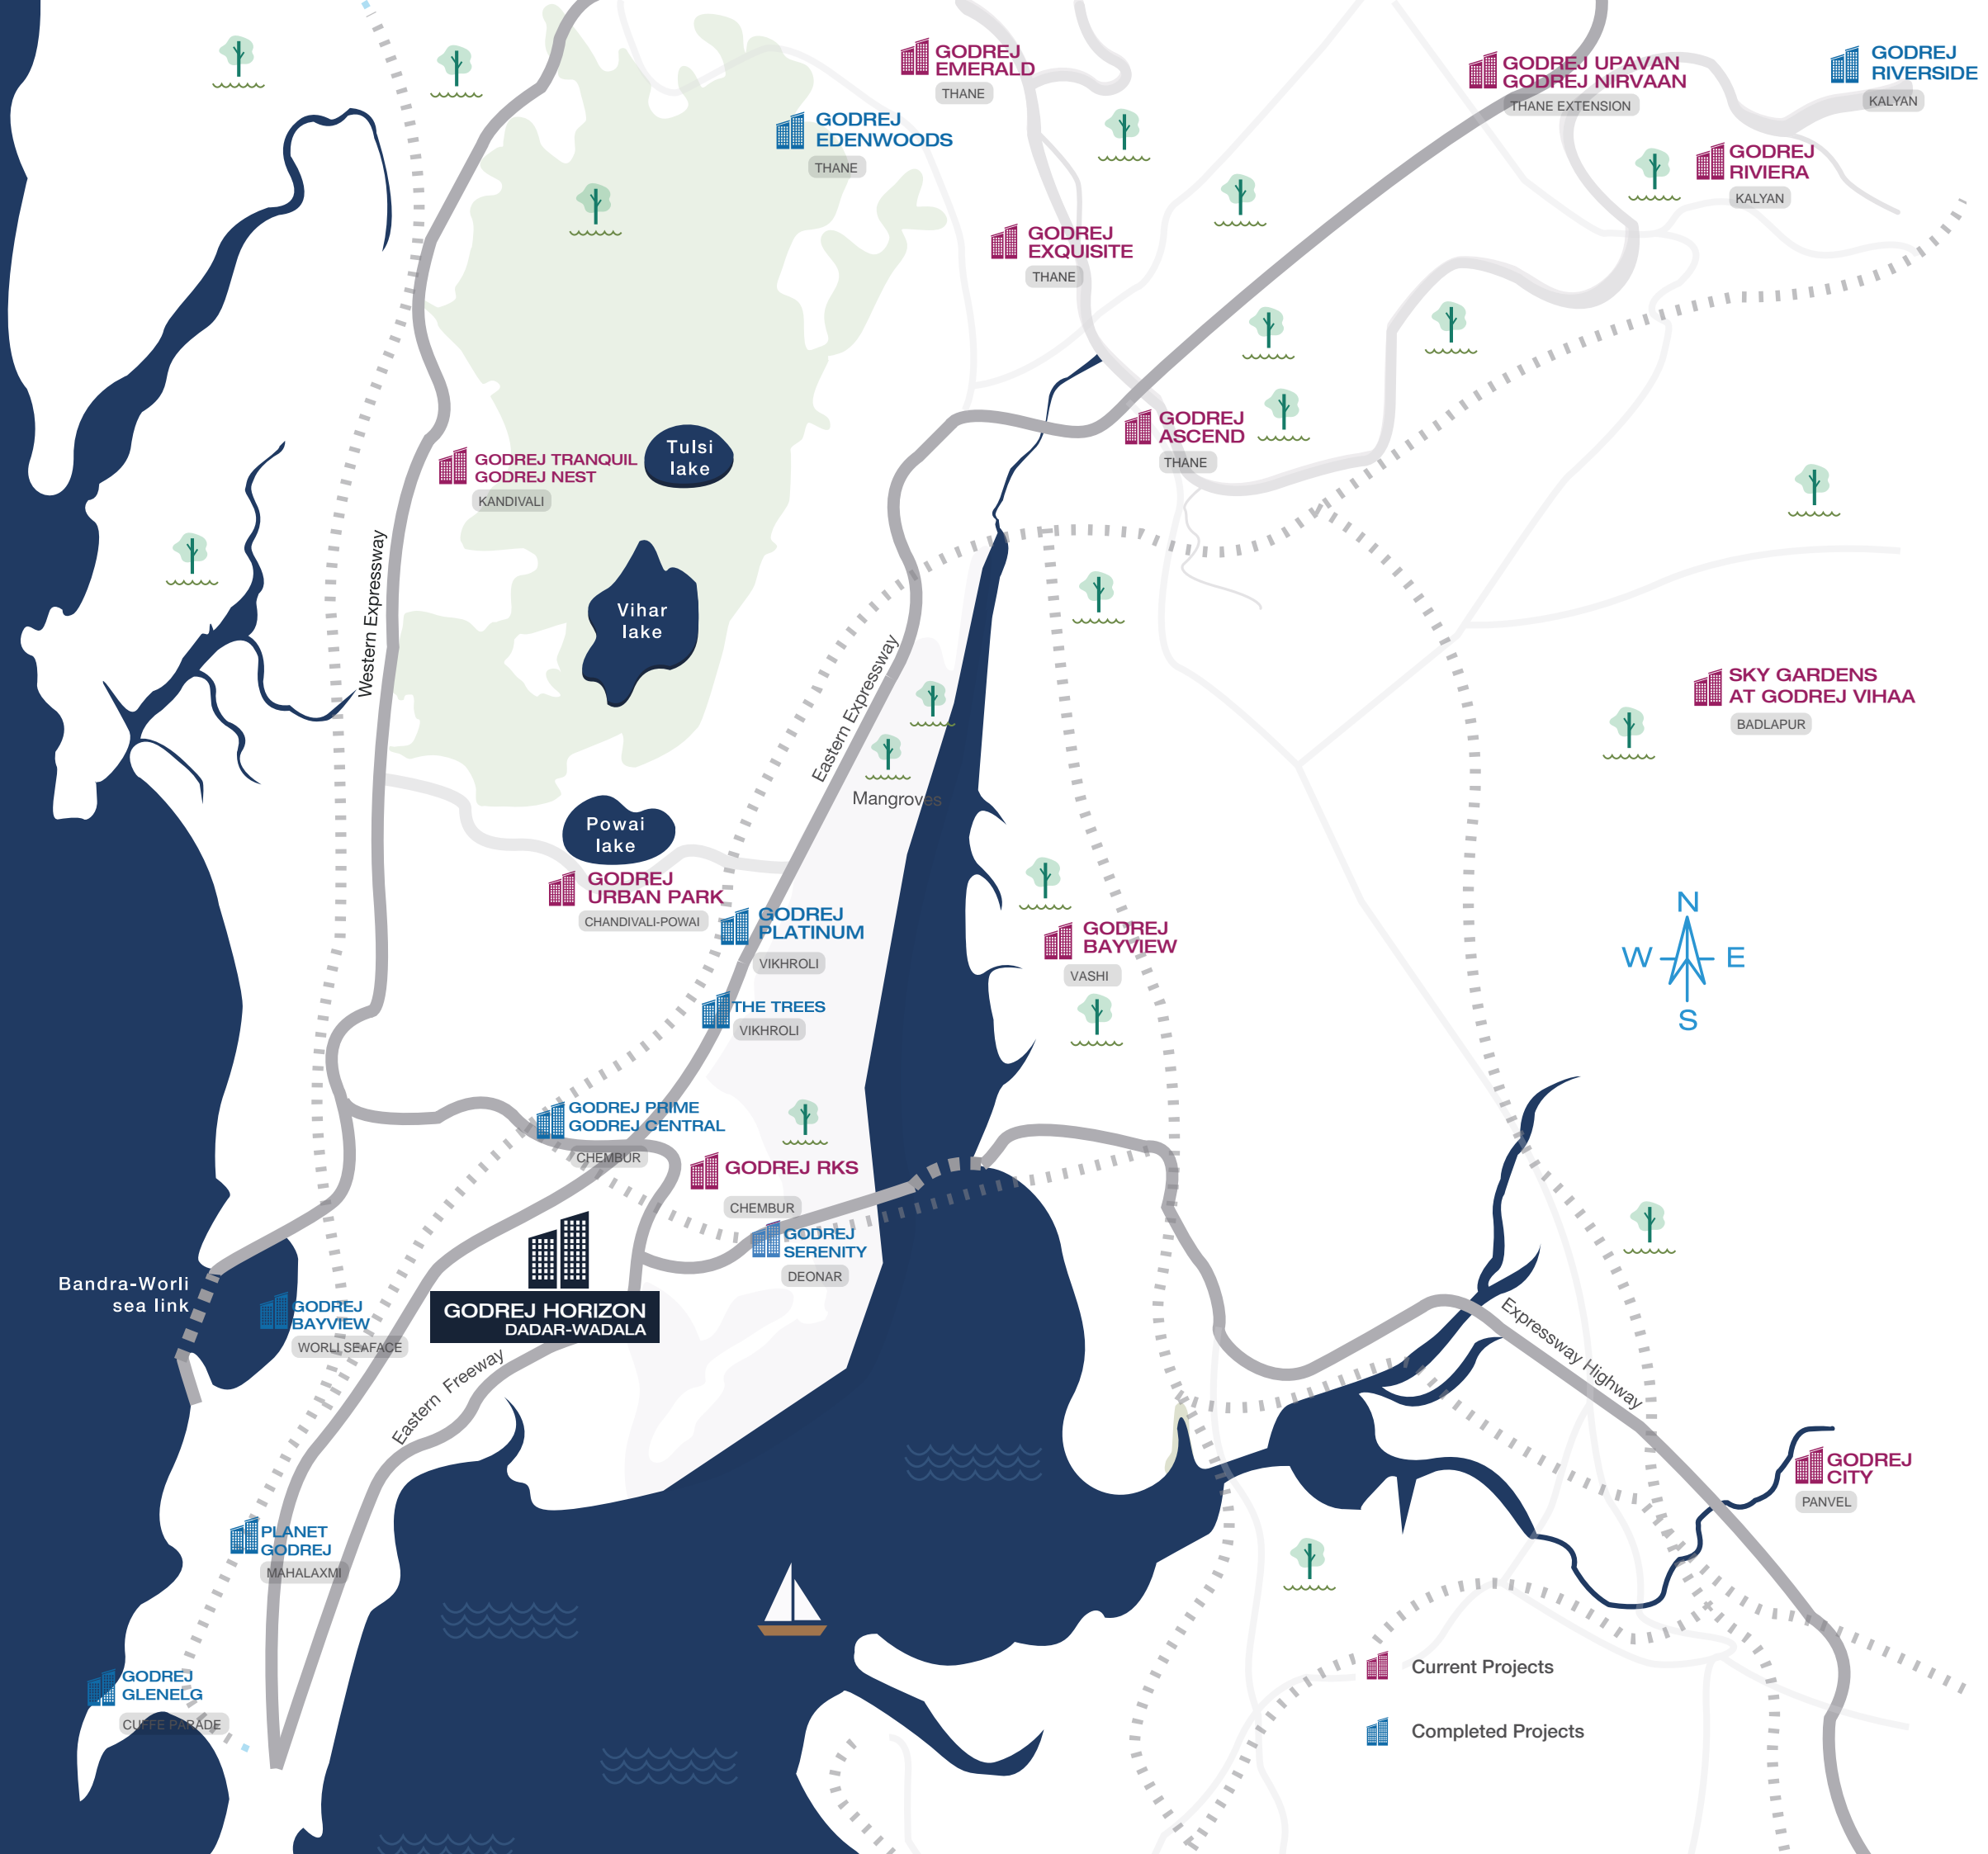 GODREJ
EMERALD
THANE
GODREJ UPAVAN
GODREJ NIRVAAN
THANE EXTENSION
GODREJ
RIVERSIDE
KALYAN
GODREJ
EDENWOODS
THANE
GODREJ
RIVIERA
KALYAN
GODREJ
EXQUISITE
THANE
GODREJ
ASCEND
THANE
GODREJ TRANQUIL
GODREJ NEST
KANDIVALI
Tulsi
lake
Western Expressway
Vihar
lake
Eastern Expressway
SKY GARDENS
AT GODREJ VIHAA
BADLAPUR
Mangroves
Powai
lake
GODREJ
URBAN PARK
CHANDIVALI-POWAI
GODREJ
PLATINUM
VIKHROLI
GODREJ
BAYVIEW
VASHI
N
W
E
S
THE TREES
VIKHROLI
GODREJ PRIME
GODREJ CENTRAL
CHEMBUR
GODREJ RKS
CHEMBUR
GODREJ
SERENITY
DEONAR
Bandra-Worli
sea link
GODREJ
BAYVIEW
WORLI SEAFACE
GODREJ HORIZON
DADAR-WADALA
Eastern Freeway
Expressway Highway
GODREJ
CITY
PANVEL
PLANET
GODREJ
MAHALAXMI
GODREJ
GLENELG
CUFFE PARADE
Current Projects
Completed Projects